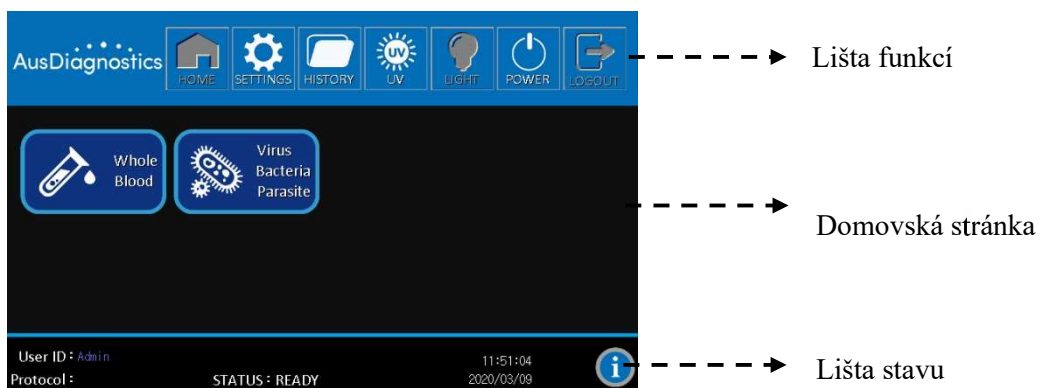 AusDiagnostics
HOME
SETTINGS
HISTORY
UV
UV
LIGHT
POWER
LOGOUT
Lišta funkcí
Whole
Blood
Virus
Bacteria
Parasite
Domovská stránka
User ID : Admin
11:51:04
Protocol :
STATUS : READY
2020/03/09
i
Lišta stavu